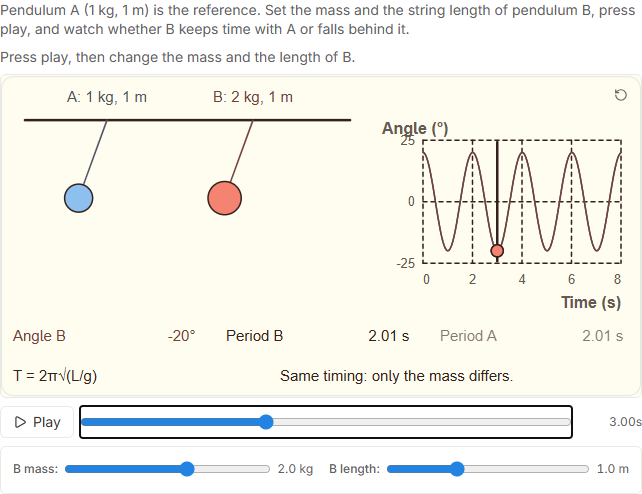 Pendulum A (1 kg, 1 m) is the reference. Set the mass and the string length of pendulum B, press
play, and watch whether B keeps time with A or falls behind it.
Press play, then change the mass and the length of B.
A: 1 kg, 1 m
B: 2 kg, 1 m
Angle (°)
25
0
-25
0 2 4 6 8
Time (s)
Angle B -20° Period B 2.01 s Period A 2.01 s
T = 2π√(L/g) Same timing: only the mass differs.
Play 3.00s
B mass: 2.0 kg B length: 1.0 m